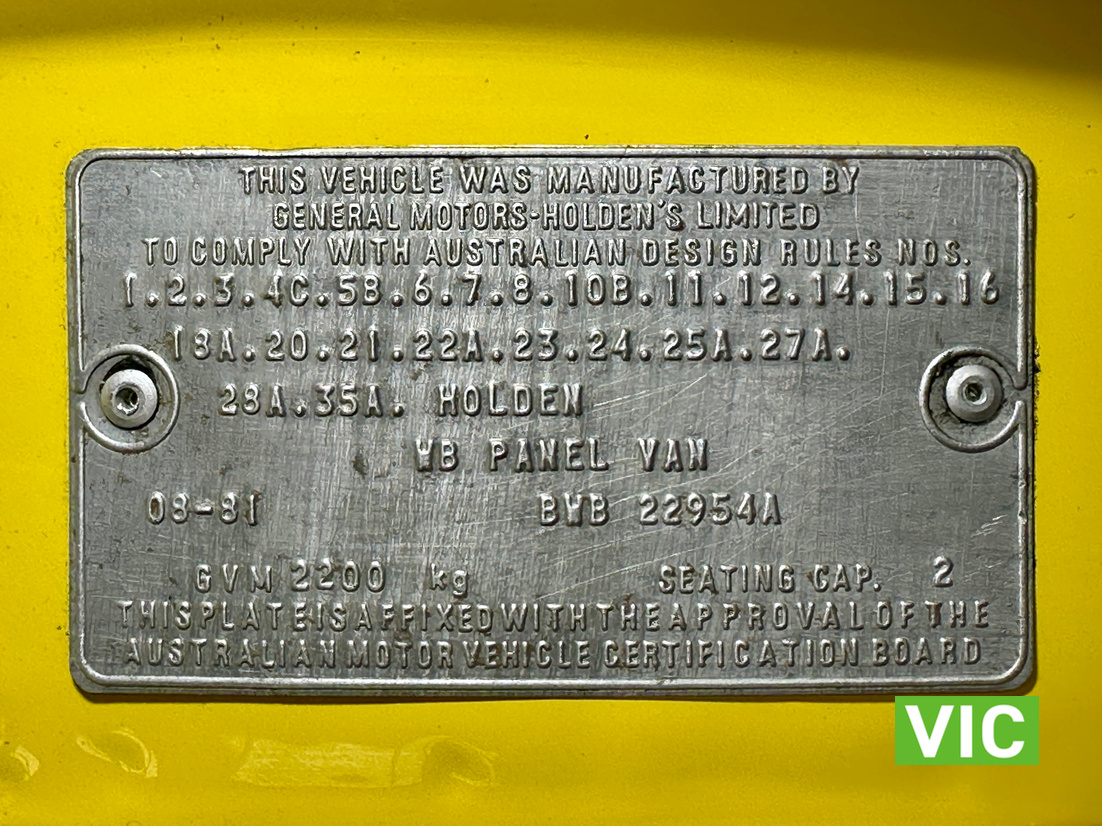 THIS VEHICLE WAS MANUFACTURED BY
GENERAL MOTORS-HOLDEN'S LIMITED
TO COMPLY WITH AUSTRALIAN DESIGN RULES NOS.
1.2.3.4C.5B.6.7.8.10B.11.12.14.15.16
18A.20.21.22A.23.24.25A.27A.
28A.35A. HOLDEN
WB PANEL VAN
08-81 BWB 22954A
GVM 2200 kg SEATING CAP. 2
THIS PLATE IS AFFIXED WITH THE APPROVAL OF THE
AUSTRALIAN MOTOR VEHICLE CERTIFICATION BOARD
VIC